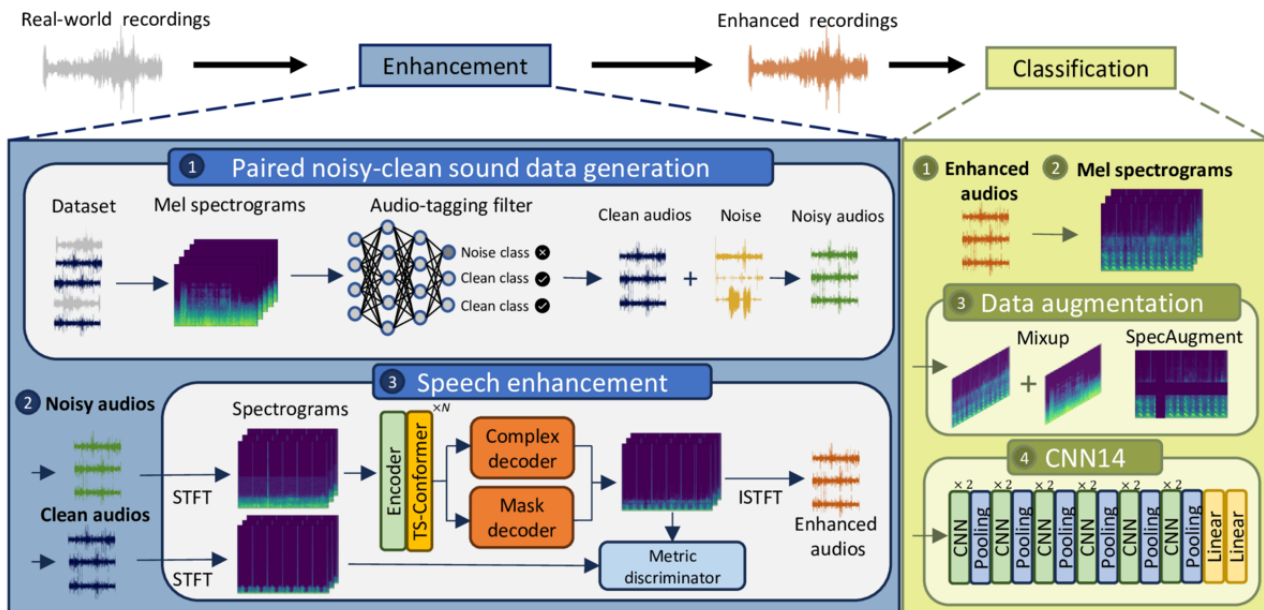 Real-world recordings
Enhancement
Enhanced recordings
Classification
1 Paired noisy-clean sound data generation
Dataset
Mel spectrograms
Audio-tagging filter
Noise class
Clean class
Clean class
Clean audios
+
Noise
Noisy audios
2 Noisy audios
Clean audios
3 Speech enhancement
STFT
STFT
Spectrograms
Encoder
TS-Conformer
×N
Complex
decoder
Mask
decoder
Metric
discriminator
ISTFT
Enhanced
audios
1 Enhanced
audios
2 Mel spectrograms
3 Data augmentation
Mixup
+
SpecAugment
4 CNN14
× 2 × 2 × 2 × 2 × 2 × 2
CNN Pooling CNN Pooling CNN Pooling CNN Pooling CNN Pooling CNN Pooling Linear Linear